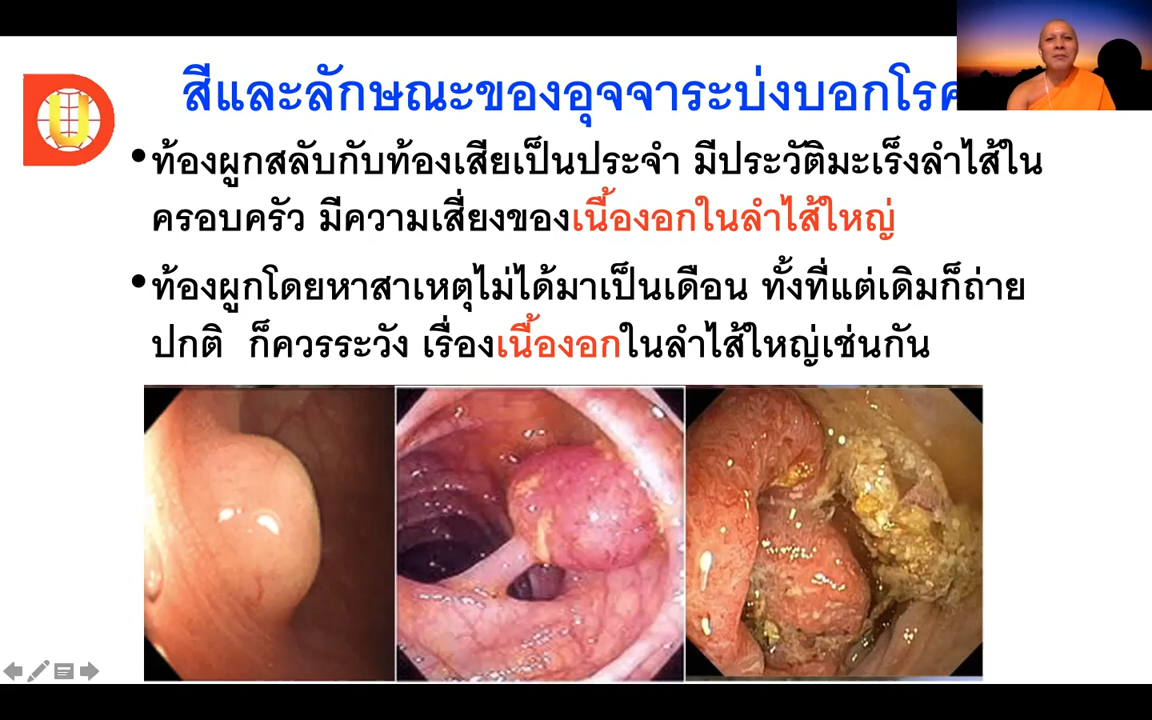 สีและลักษณะของอุจจาระบ่งบอกโรค
•ท้องผูกสลับกับท้องเสียเป็นประจำ มีประวัติมะเร็งลำไส้ใน
ครอบครัว มีความเสี่ยงของเนื้องอกในลำไส้ใหญ่
•ท้องผูกโดยหาสาเหตุไม่ได้มาเป็นเดือน ทั้งที่แต่เดิมก็ถ่าย
ปกติ ก็ควรระวัง เรื่องเนื้องอกในลำไส้ใหญ่เช่นกัน